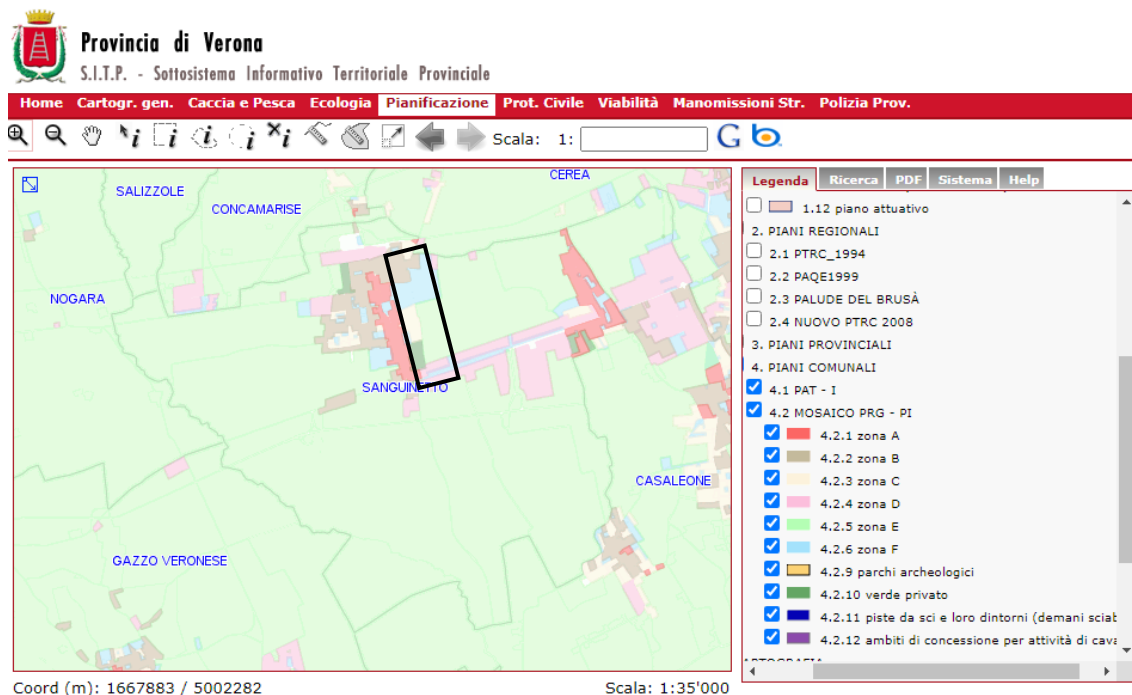 Provincia di Verona
S.I.T.P. - Sottosistema Informativo Territoriale Provinciale
Home Cartogr. gen. Caccia e Pesca Ecologia Pianificazione Prot. Civile Viabilità Manomissioni Str. Polizia Prov.
Scala: 1:
SALIZZOLE
CEREA
CONCAMARISE
NOGARA
SANGUINETTO
CASALEONE
GAZZO VERONESE
Coord (m): 1667883 / 5002282
Scala: 1:35'000
Legenda Ricerca PDF Sistema Help
1.12 piano attuativo
2. PIANI REGIONALI
2.1 PTRC_1994
2.2 PAQE1999
2.3 PALUDE DEL BRUSÀ
2.4 NUOVO PTRC 2008
3. PIANI PROVINCIALI
4. PIANI COMUNALI
4.1 PAT - I
4.2 MOSAICO PRG - PI
4.2.1 zona A
4.2.2 zona B
4.2.3 zona C
4.2.4 zona D
4.2.5 zona E
4.2.6 zona F
4.2.9 parchi archeologici
4.2.10 verde privato
4.2.11 piste da sci e loro dintorni (demani sciab
4.2.12 ambiti di concessione per attività di cava